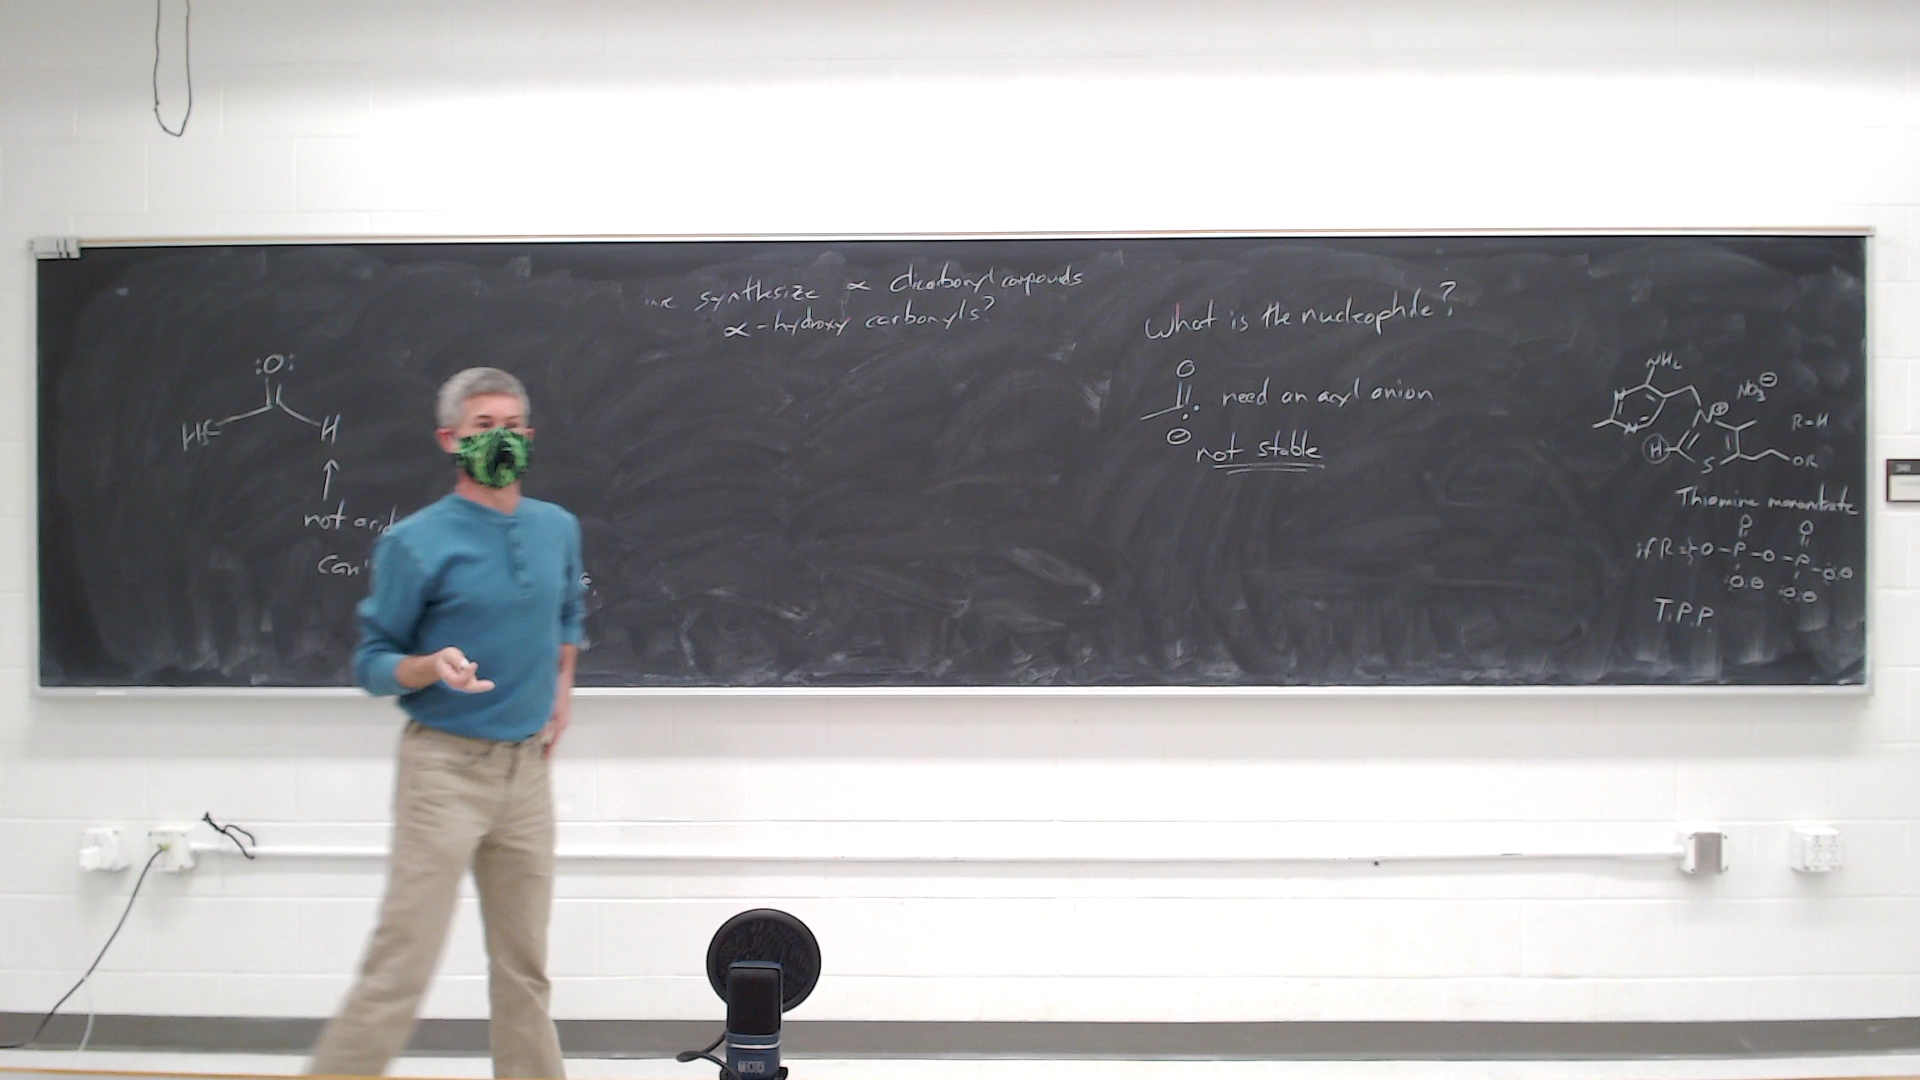 synthesize ∝ dicarbonyl compounds
∝-hydroxy carbonyls?
:O:
H
not
What is the nucleophile?
O
need an acyl anion
⊖
not stable
NH2
N
N
N ⊕
NO3⊖
R=H
H
S
OR
Thiamine mononitrate
O O
if R = O-P-O-P-O:⊖
O:⊖ O:⊖
T.P.P